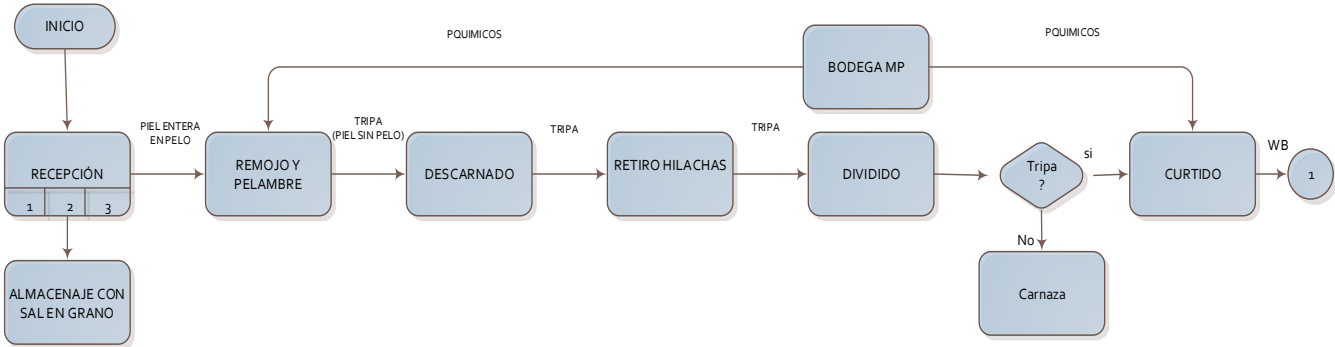 INICIO
PQUIMICOS
BODEGA MP
PQUIMICOS
PIEL ENTERA
EN PELO
TRIPA
(PIEL SIN PELO)
TRIPA
TRIPA
RECEPCIÓN
1 2 3
REMOJO Y
PELAMBRE
DESCARNADO
RETIRO HILACHAS
DIVIDIDO
Tripa
?
si
CURTIDO
WB
1
No
ALMACENAJE CON
SAL EN GRANO
Carnaza